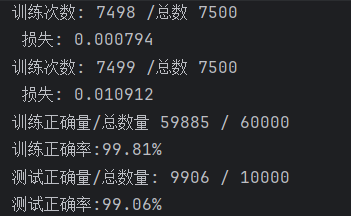 训练次数: 7498 /总数 7500
损失: 0.000794
训练次数: 7499 /总数 7500
损失: 0.010912
训练正确量/总数量 59885 / 60000
训练正确率:99.81%
测试正确量/总数量: 9906 / 10000
测试正确率:99.06%